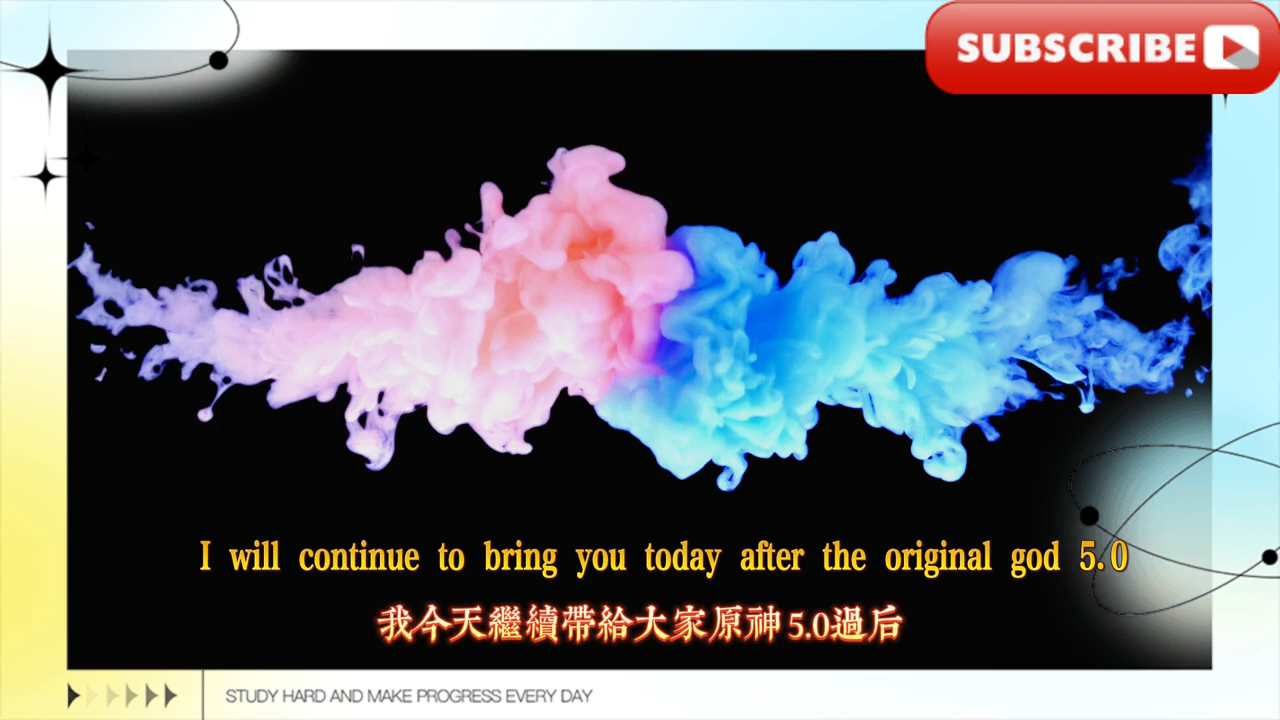 SUBSCRIBE
I will continue to bring you today after the original god 5.0
我今天繼續帶給大家原神5.0過后
STUDY HARD AND MAKE PROGRESS EVERY DAY